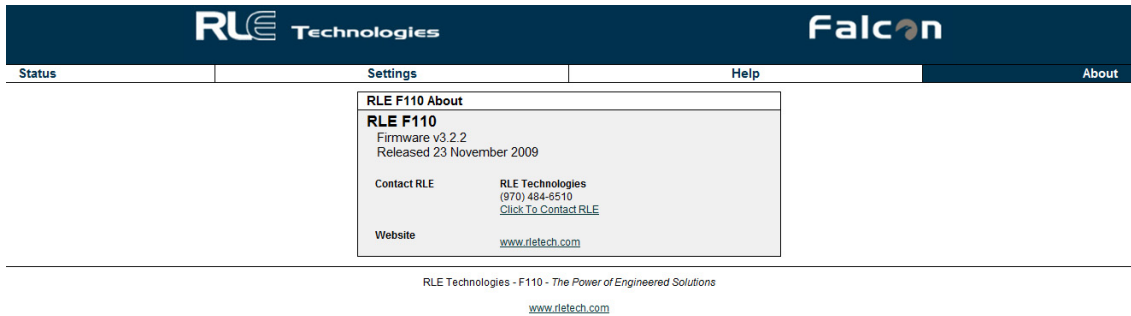 RLE Technologies
Falcon
Status Settings Help About
RLE F110 About
RLE F110
Firmware v3.2.2
Released 23 November 2009
Contact RLE RLE Technologies
(970) 484-6510
Click To Contact RLE
Website www.rletech.com
RLE Technologies - F110 - The Power of Engineered Solutions
www.rletech.com